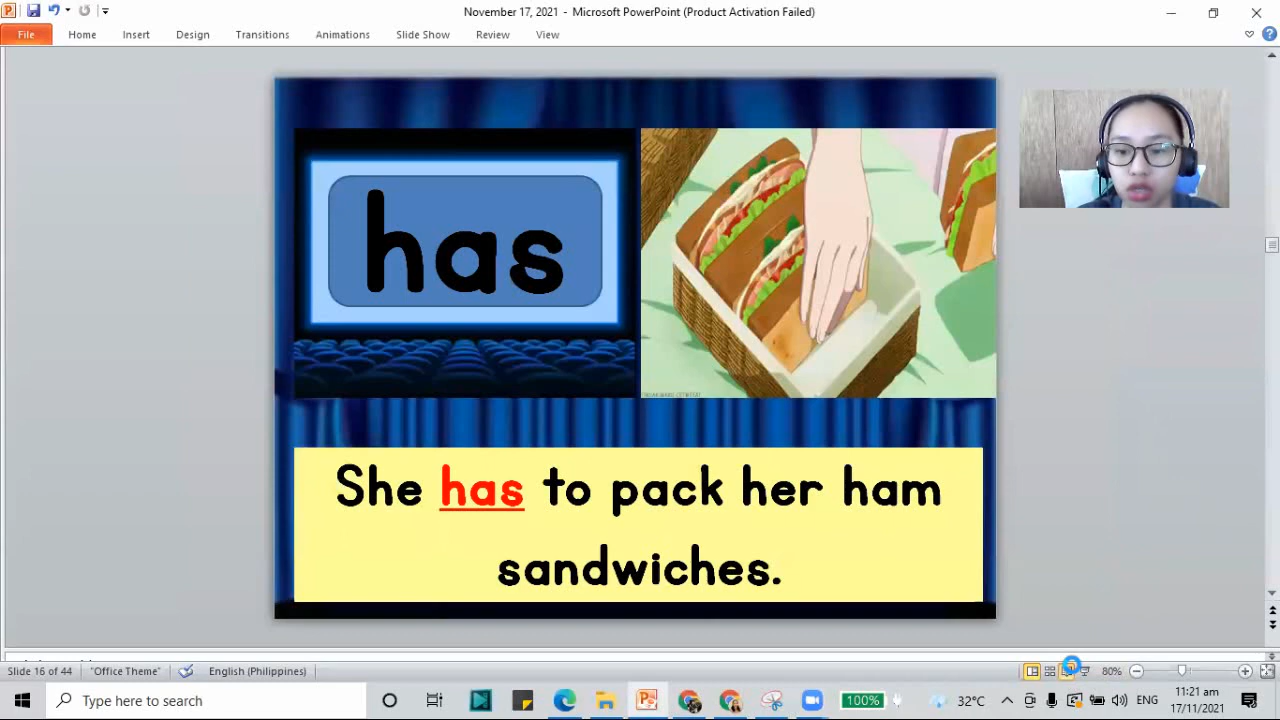 November 17, 2021 - Microsoft PowerPoint (Product Activation Failed)
File Home Insert Design Transitions Animations Slide Show Review View
has
She has to pack her ham
sandwiches.
Slide 16 of 44 "Office Theme" English (Philippines) 80%
Type here to search 100% 32°C ENG 11:21 am
17/11/2021